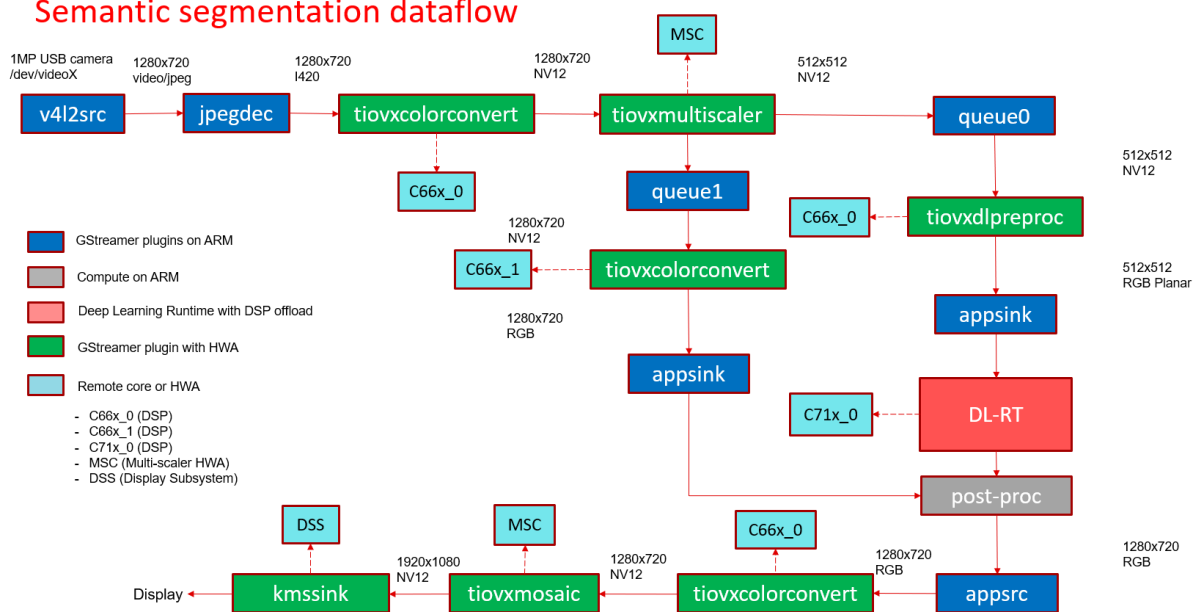 Semantic segmentation dataflow
1MP USB camera
/dev/videoX
1280x720
video/jpeg
1280x720
I420
1280x720
NV12
MSC
512x512
NV12
v4l2src
jpegdec
tiovxcolorconvert
tiovxmultiscaler
queue0
C66x_0
queue1
512x512
NV12
C66x_0
tiovxdlpreproc
1280x720
NV12
C66x_1
tiovxcolorconvert
512x512
RGB Planar
1280x720
RGB
appsink
appsink
GStreamer plugins on ARM
Compute on ARM
Deep Learning Runtime with DSP offload
GStreamer plugin with HWA
Remote core or HWA
- C66x_0 (DSP)
- C66x_1 (DSP)
- C71x_0 (DSP)
- MSC (Multi-scaler HWA)
- DSS (Display Subsystem)
C71x_0
DL-RT
post-proc
DSS
MSC
C66x_0
1920x1080
NV12
1280x720
NV12
1280x720
RGB
1280x720
RGB
Display
kmssink
tiovxmosaic
tiovxcolorconvert
appsrc